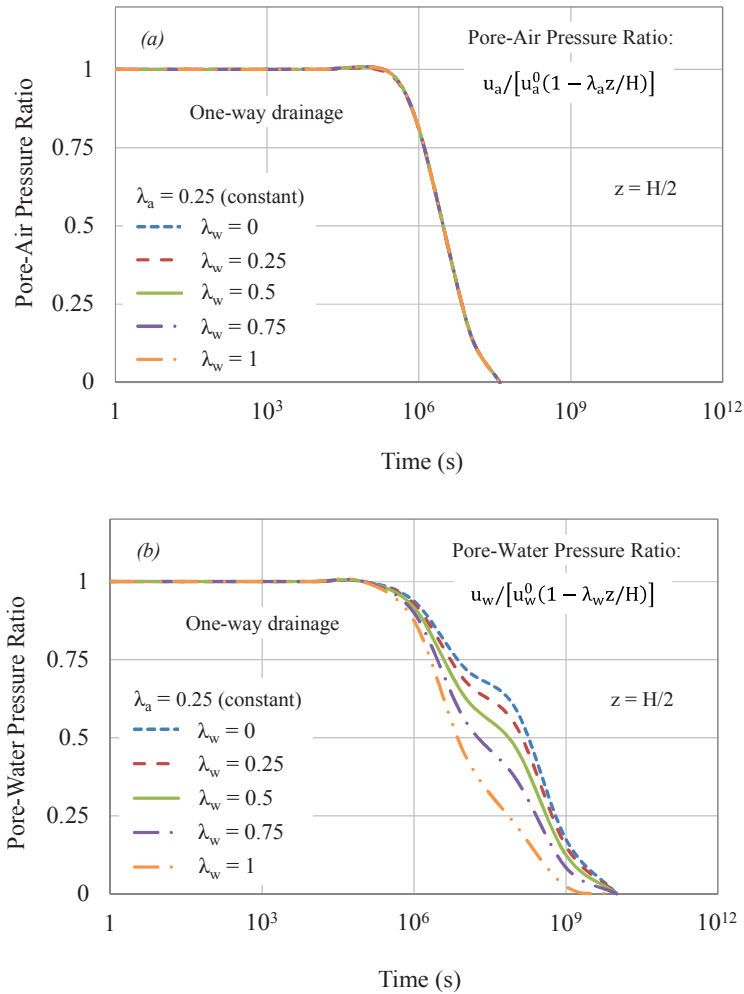 (a)
Pore-Air Pressure Ratio:
u_a/[u_a^0(1 − λ_a z/H)]
One-way drainage
z = H/2
λ_a = 0.25 (constant)
λ_w = 0
λ_w = 0.25
λ_w = 0.5
λ_w = 0.75
λ_w = 1
Pore-Air Pressure Ratio
1
0.75
0.5
0.25
0
1
10^3
10^6
10^9
10^12
Time (s)
(b)
Pore-Water Pressure Ratio:
u_w/[u_w^0(1 − λ_w z/H)]
One-way drainage
z = H/2
λ_a = 0.25 (constant)
λ_w = 0
λ_w = 0.25
λ_w = 0.5
λ_w = 0.75
λ_w = 1
Pore-Water Pressure Ratio
1
0.75
0.5
0.25
0
1
10^3
10^6
10^9
10^12
Time (s)